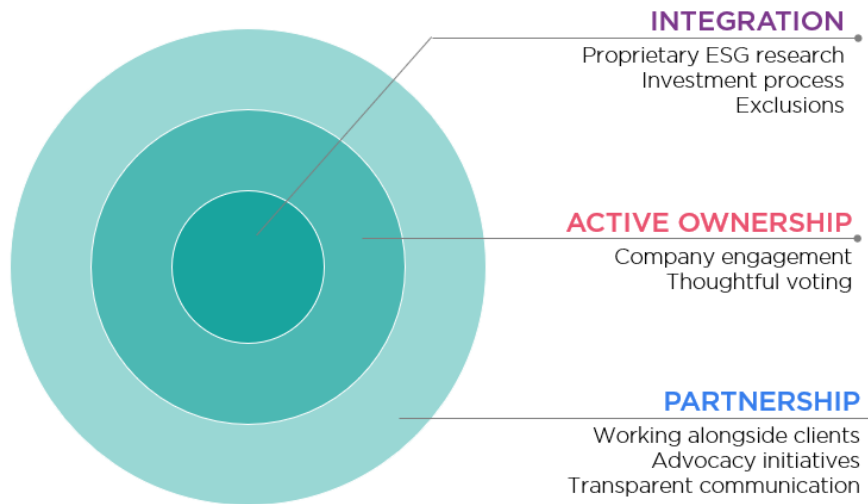 INTEGRATION
Proprietary ESG research
Investment process
Exclusions
ACTIVE OWNERSHIP
Company engagement
Thoughtful voting
PARTNERSHIP
Working alongside clients
Advocacy initiatives
Transparent communication